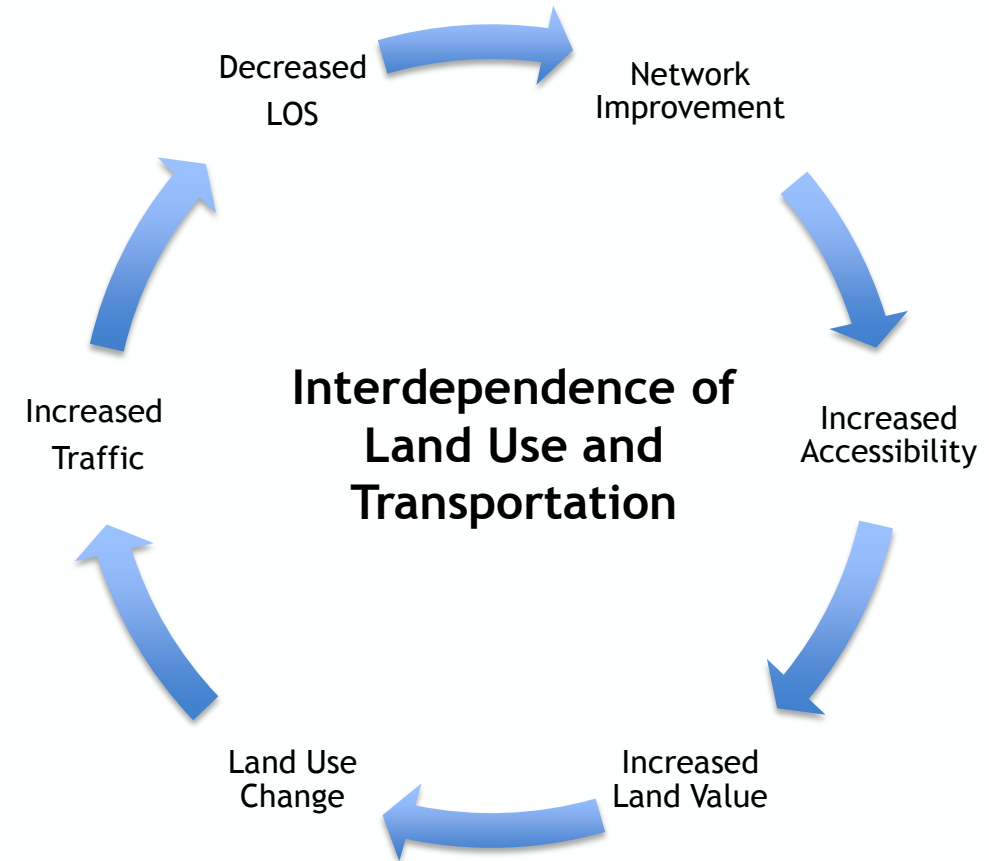 Decreased
LOS
Network
Improvement
Increased
Accessibility
Increased
Land Value
Land Use
Change
Increased
Traffic
Interdependence of
Land Use and
Transportation